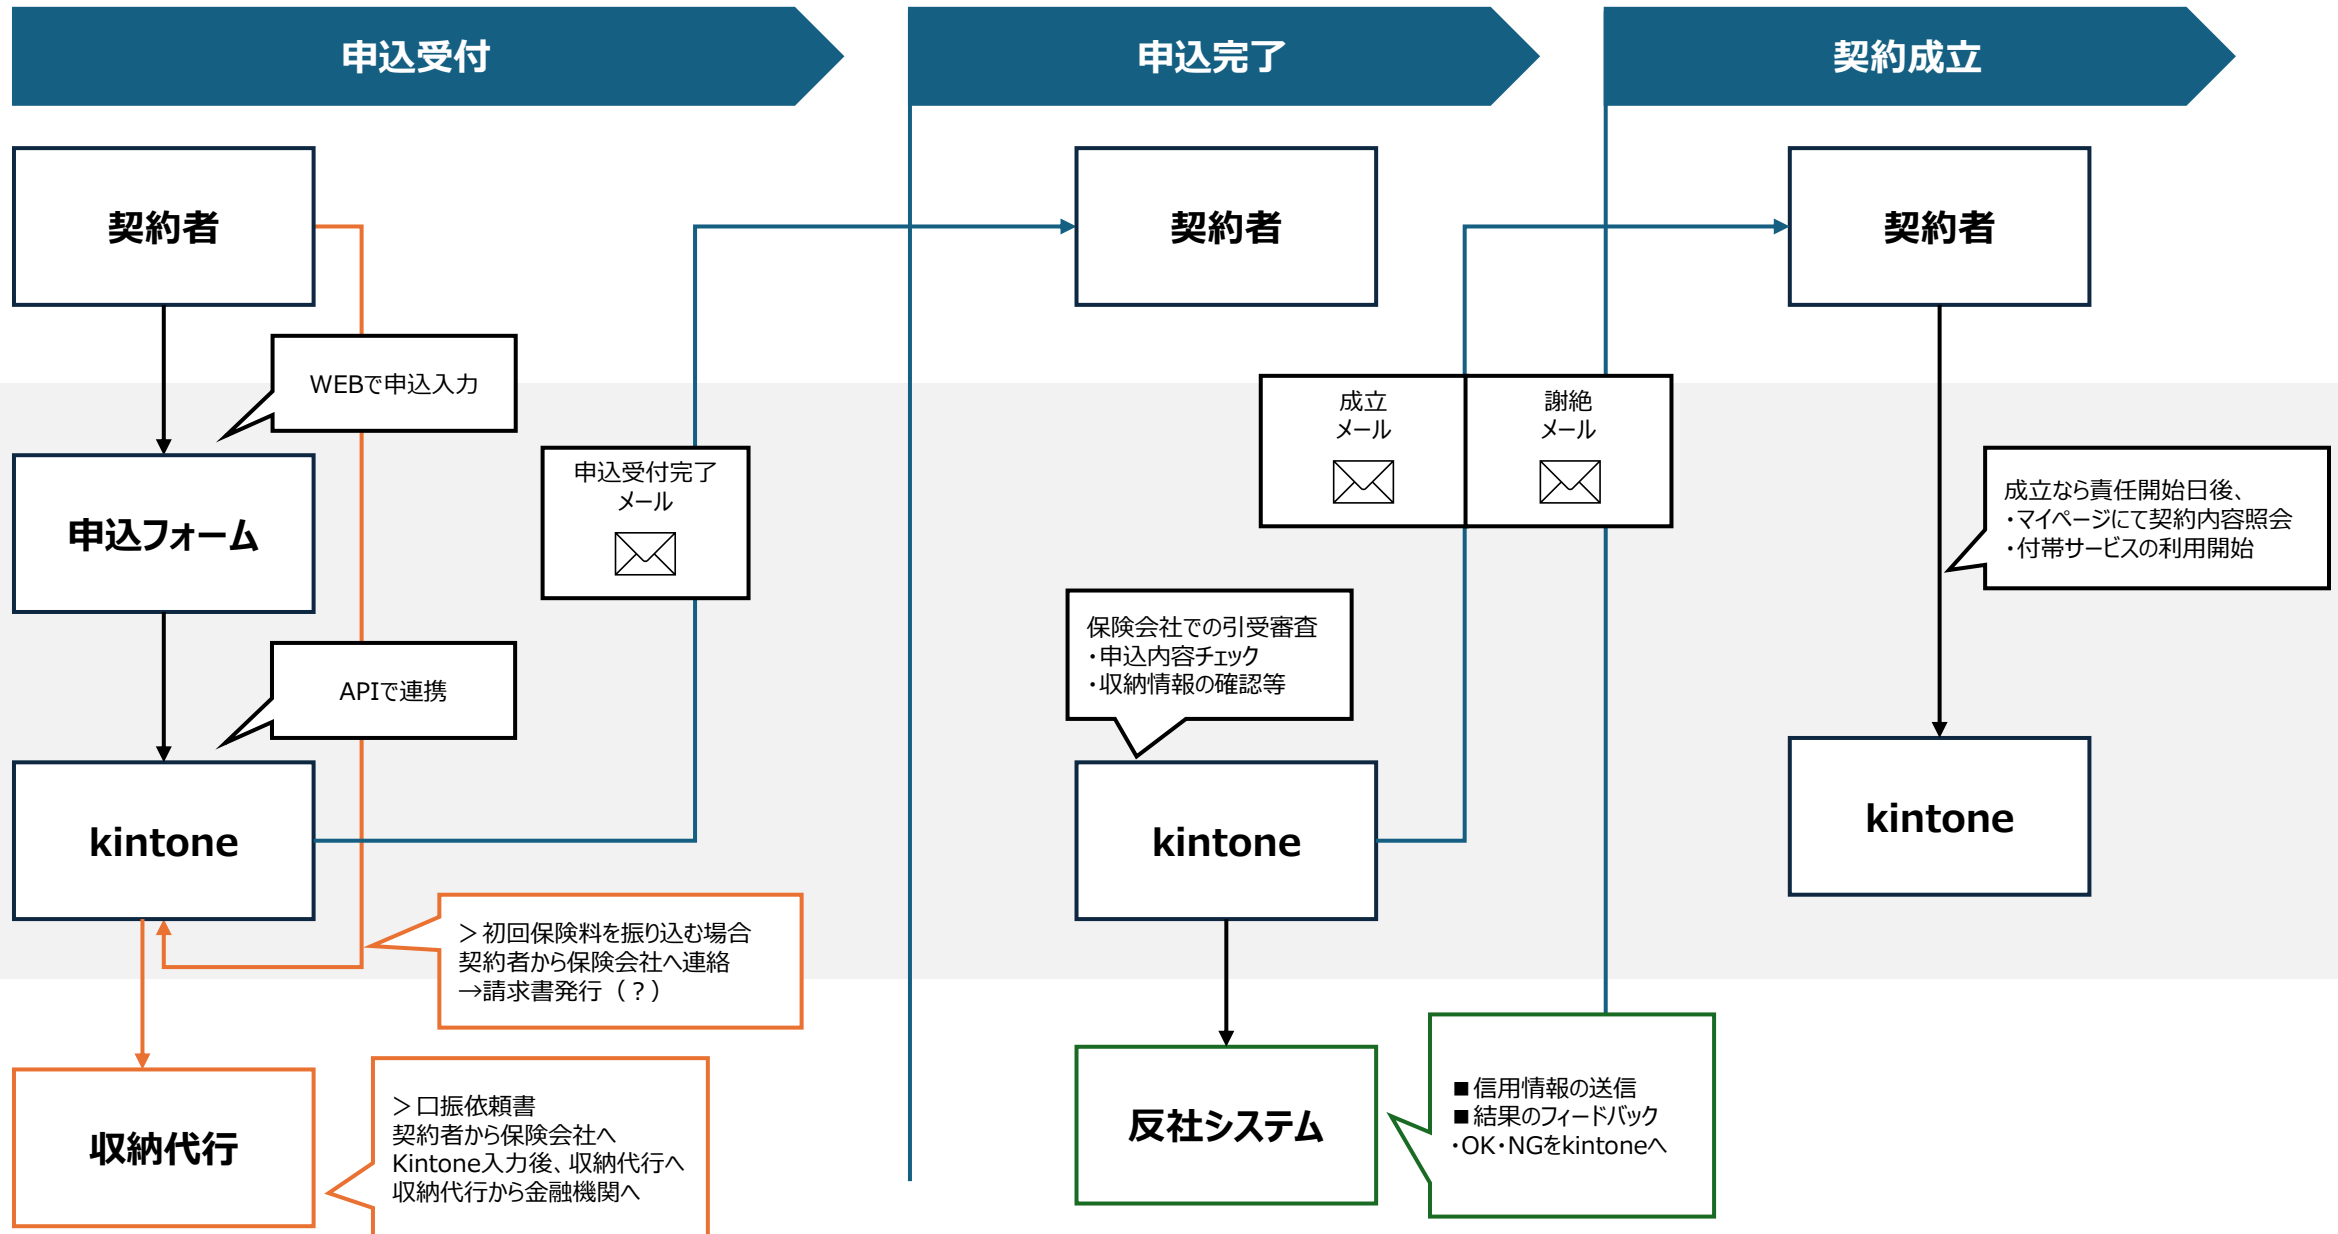 申込受付
申込完了
契約成立
契約者
契約者
契約者
WEBで申込入力
申込フォーム
申込受付完了
メール
成立
メール
謝絶
メール
成立なら責任開始日後、
・マイページにて契約内容照会
・付帯サービスの利用開始
APIで連携
保険会社での引受審査
・申込内容チェック
・収納情報の確認等
kintone
kintone
kintone
＞初回保険料を振り込む場合
契約者から保険会社へ連絡
→請求書発行（？）
収納代行
＞口振依頼書
契約者から保険会社へ
Kintone入力後、収納代行へ
収納代行から金融機関へ
反社システム
■信用情報の送信
■結果のフィードバック
・OK・NGをkintoneへ